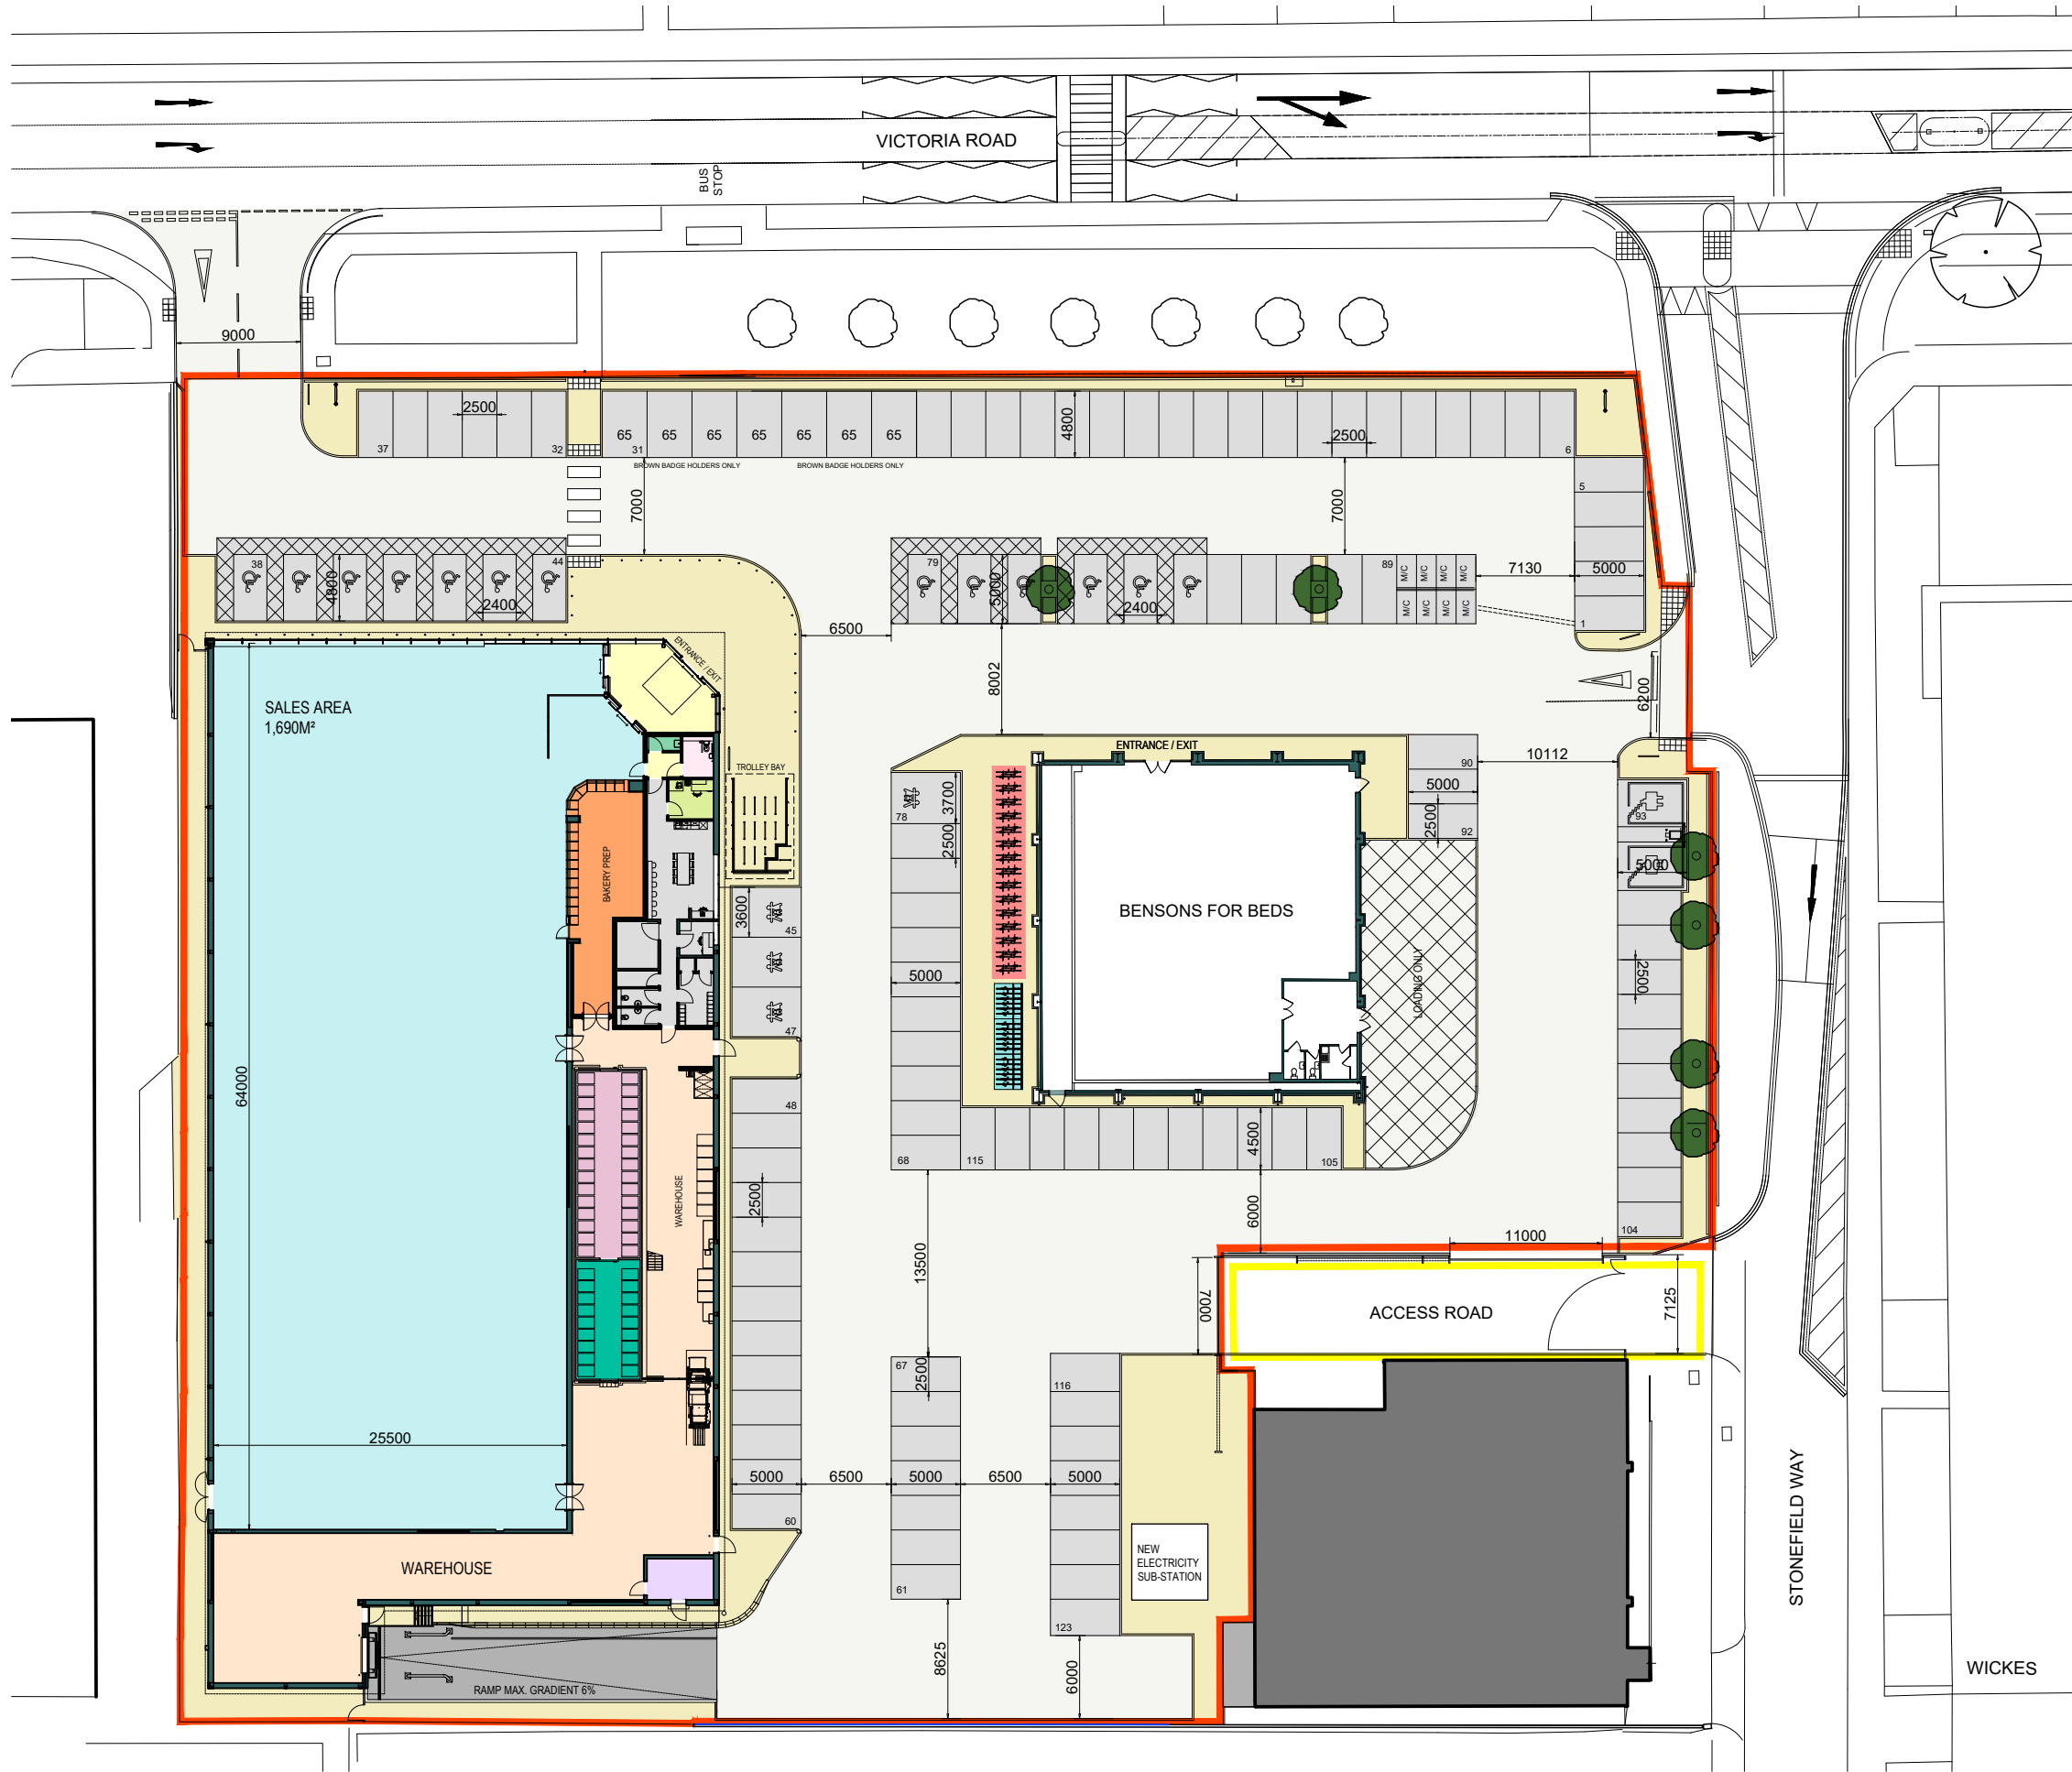 VICTORIA ROAD
BUS
STOP
9000
2500
4800
2500
65 65 65 65 65 65 65
37
32
31
6
BROWN BADGE HOLDERS ONLY
BROWN BADGE HOLDERS ONLY
5
7000
7000
38
44
79
89
M/C M/C M/C M/C
M/C M/C M/C M/C
4800
2400
5000
2400
7130
5000
1
6500
8002
6200
ENTRANCE / EXIT
SALES AREA
1,690M²
ENTRANCE / EXIT
TROLLEY BAY
90
10112
5000
2500
92
78
3700
2500
93
5000
BAKERY PREP
3600
45
BENSONS FOR BEDS
LOADING ONLY
5000
2500
47
64000
48
68
115
4500
105
2500
WAREHOUSE
6000
104
11000
13500
7000
ACCESS ROAD
7125
67
2500
116
25500
5000
6500
5000
6500
5000
60
STONEFIELD WAY
NEW
ELECTRICITY
SUB-STATION
WAREHOUSE
61
123
8625
6000
RAMP MAX. GRADIENT 6%
WICKES